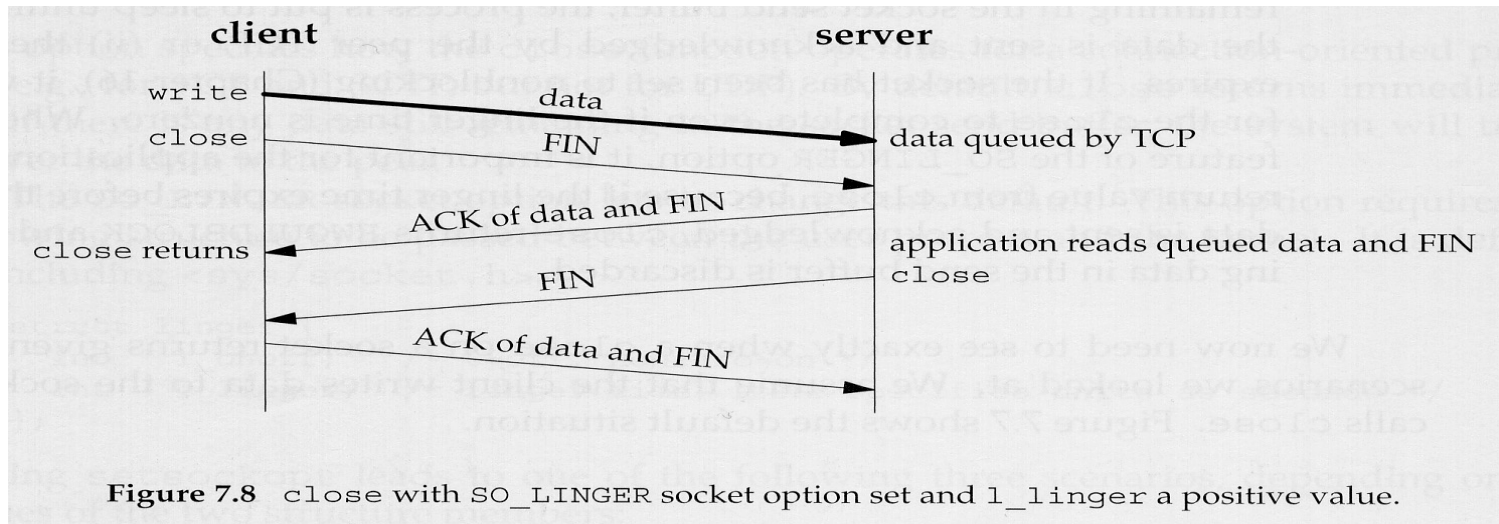 client server
write data
data queued by TCP
close FIN
ACK of data and FIN
application reads queued data and FIN
close returns
FIN close
ACK of data and FIN
Figure 7.8 close with SO_LINGER socket option set and l_linger a positive value.